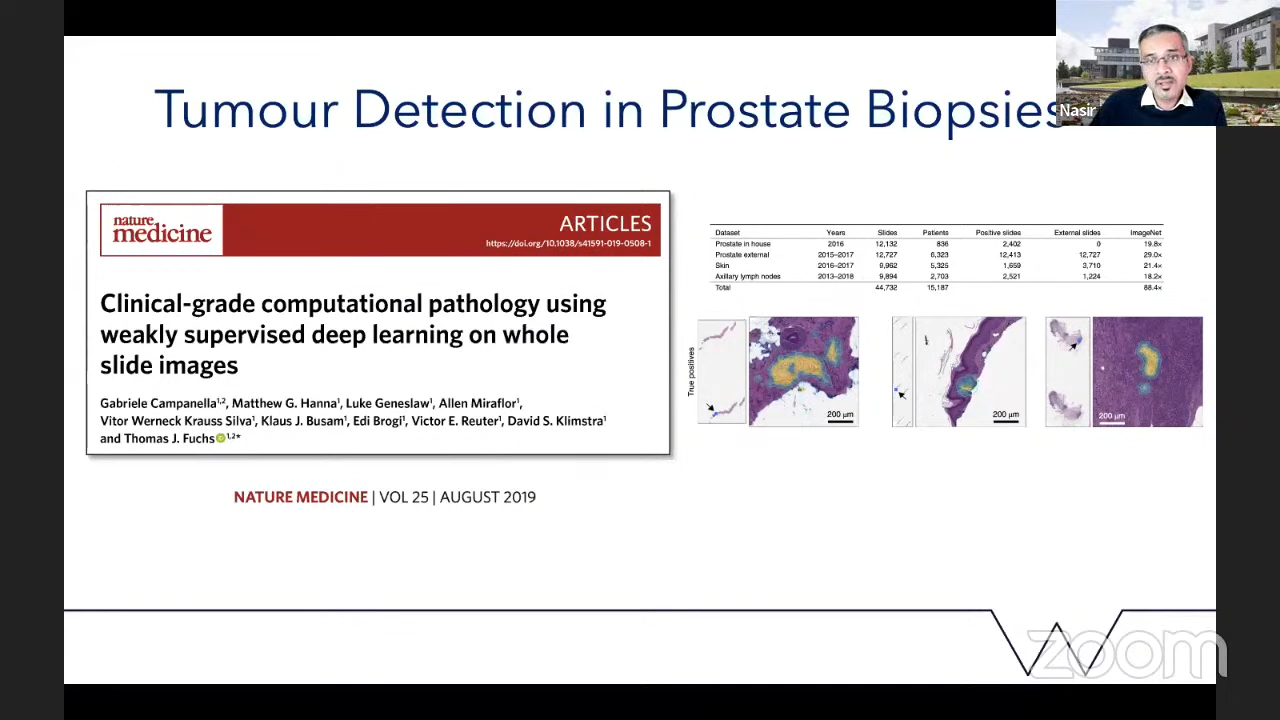 Tumour Detection in Prostate Biopsies
Nasir
nature
medicine
ARTICLES
https://doi.org/10.1038/s41591-019-0508-1
Clinical-grade computational pathology using
weakly supervised deep learning on whole
slide images
Gabriele Campanella1,2, Matthew G. Hanna1, Luke Geneslaw1, Allen Miraflor1,
Vitor Werneck Krauss Silva1, Klaus J. Busam1, Edi Brogi1, Victor E. Reuter1, David S. Klimstra1
and Thomas J. Fuchs 1,2*
NATURE MEDICINE | VOL 25 | AUGUST 2019
Dataset Years Slides Patients Positive slides External slides ImageNet
Prostate in house 2016 12,132 836 2,402 0 19.8×
Prostate external 2015–2017 12,727 6,323 12,413 12,727 29.0×
Skin 2016–2017 9,962 5,325 1,659 3,710 21.4×
Axillary lymph nodes 2013–2018 9,894 2,703 2,521 1,224 18.2×
Total 44,732 15,187 88.4×
True positives
200 μm
200 μm
200 μm
zoom